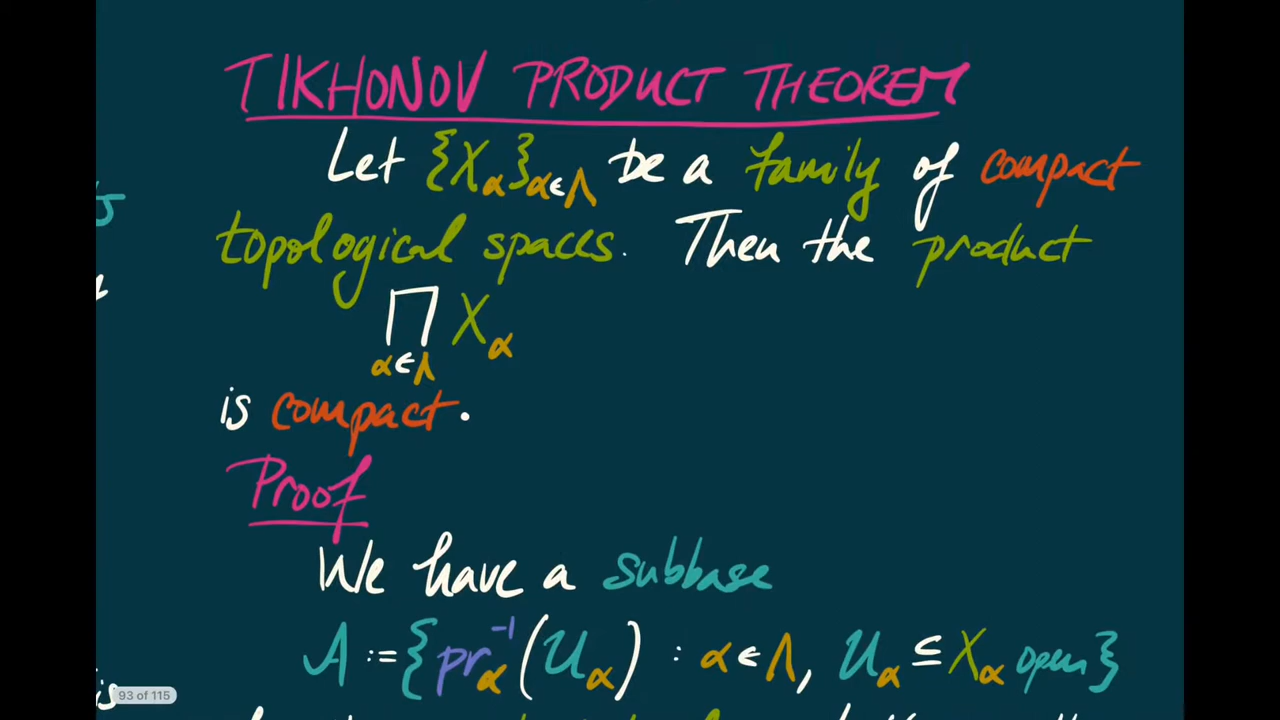 TIKHONOV PRODUCT THEOREM
Let {X_α}_{α∈Λ} be a family of compact
topological spaces. Then the product
∏_{α∈Λ} X_α
is compact.
Proof
We have a subbase
𝒜 := {pr_α^{-1}(U_α) : α∈Λ, U_α ⊆ X_α open}
93 of 115